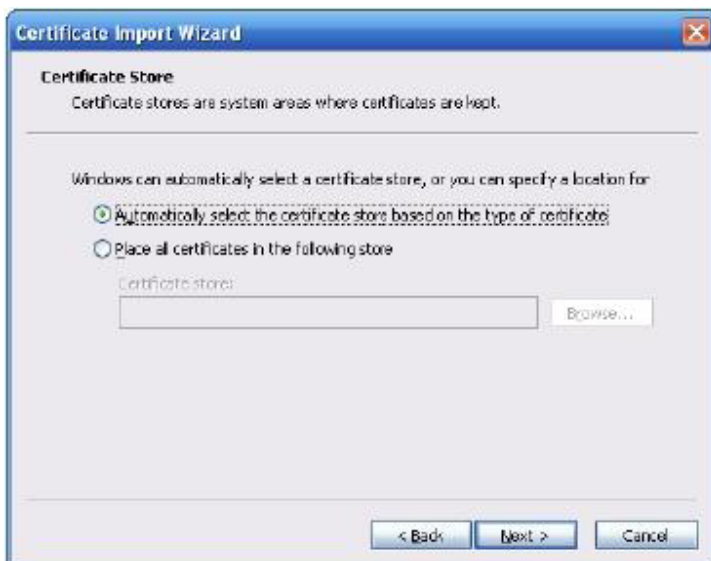 Certificate Import Wizard
Certificate Store
Certificate stores are system areas where certificates are kept.
Windows can automatically select a certificate store, or you can specify a location for
Automatically select the certificate store based on the type of certificate
Place all certificates in the following store
Certificate store:
Browse...
< Back Next > Cancel